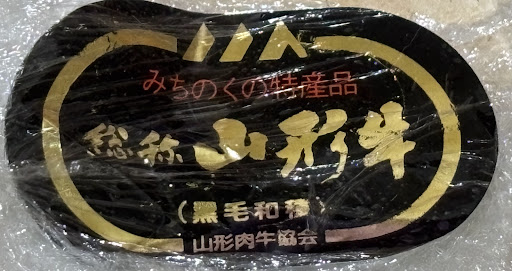 みちのくの特産品
総称 山形牛
(黒毛和種)
山形肉牛協会